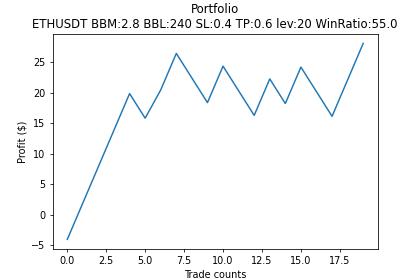 Portfolio
ETHUSDT BBM:2.8 BBL:240 SL:0.4 TP:0.6 lev:20 WinRatio:55.0
25
20
15
10
5
0
−5
Profit ($)
0.0 2.5 5.0 7.5 10.0 12.5 15.0 17.5
Trade counts